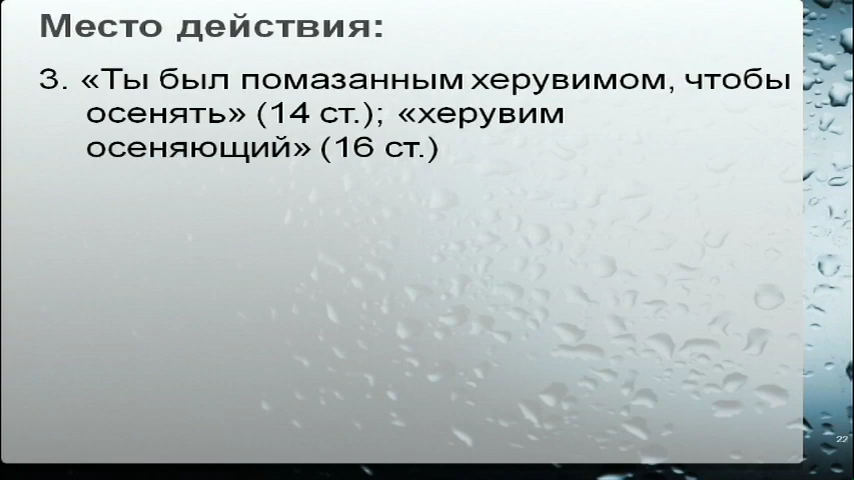 Место действия:
3. «Ты был помазанным херувимом, чтобы
осенять» (14 ст.); «херувим
осеняющий» (16 ст.)
22